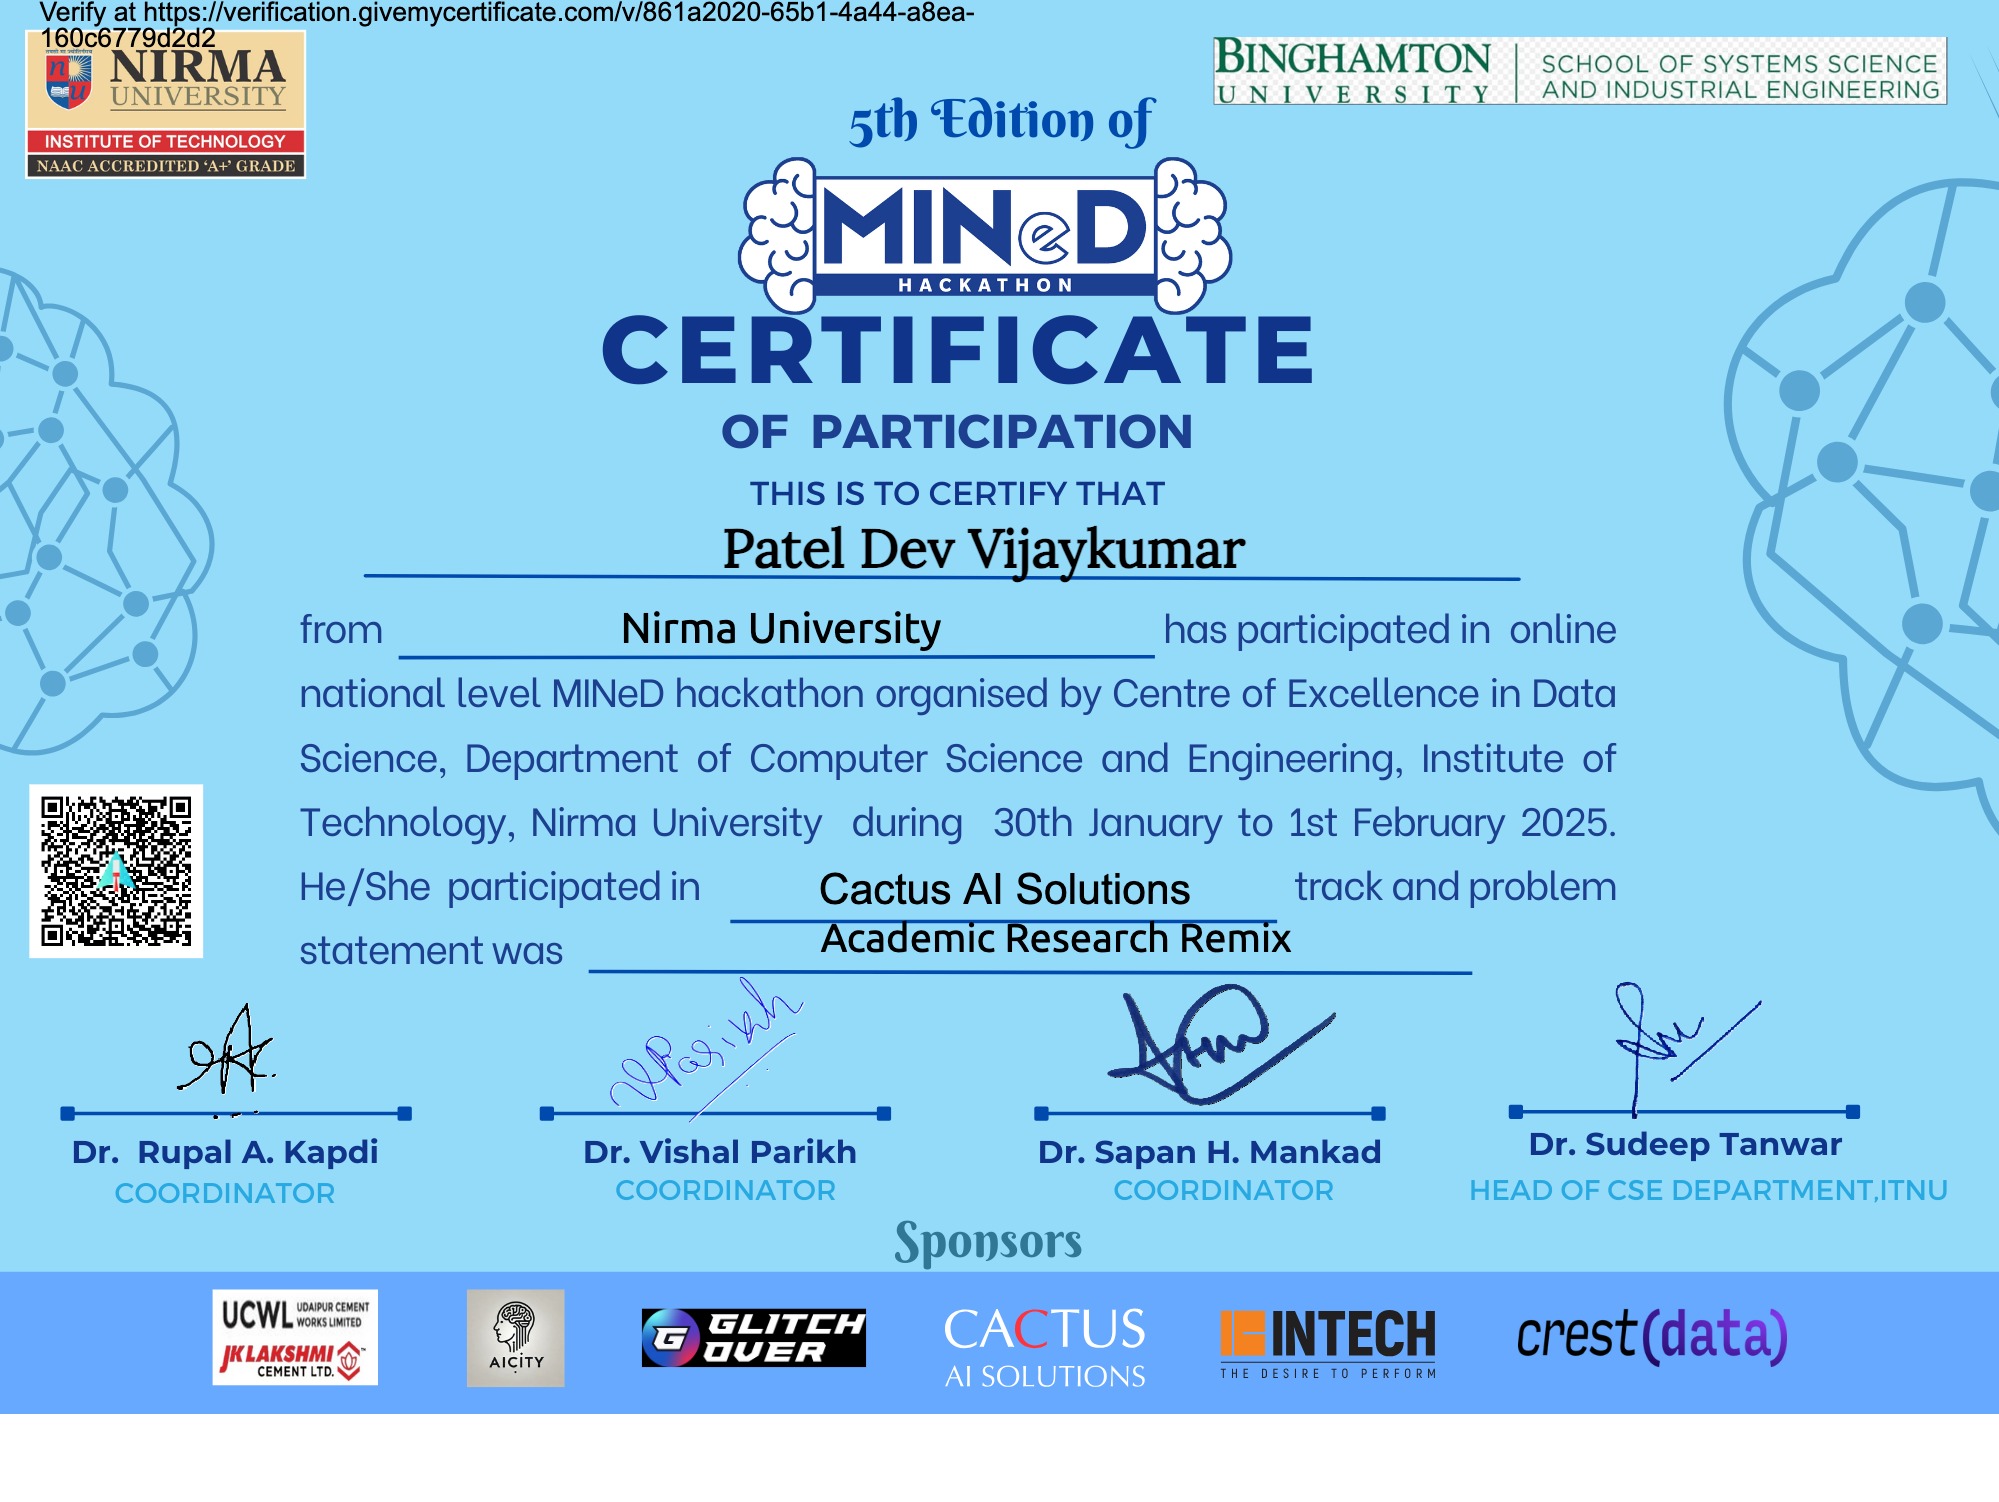 Verify at https://verification.givemycertificate.com/v/861a2020-65b1-4a44-a8ea-
160c6779d2d2
NIRMA
UNIVERSITY
INSTITUTE OF TECHNOLOGY
NAAC ACCREDITED ‘A+’ GRADE
BINGHAMTON
UNIVERSITY
SCHOOL OF SYSTEMS SCIENCE
AND INDUSTRIAL ENGINEERING
5th Edition of
MINeD
HACKATHON
CERTIFICATE
OF PARTICIPATION
THIS IS TO CERTIFY THAT
Patel Dev Vijaykumar
from Nirma University has participated in online
national level MINeD hackathon organised by Centre of Excellence in Data
Science, Department of Computer Science and Engineering, Institute of
Technology, Nirma University during 30th January to 1st February 2025.
He/She participated in Cactus AI Solutions track and problem
statement was Academic Research Remix
V Parikh
Dr. Rupal A. Kapdi
COORDINATOR
Dr. Vishal Parikh
COORDINATOR
Dr. Sapan H. Mankad
COORDINATOR
Dr. Sudeep Tanwar
HEAD OF CSE DEPARTMENT,ITNU
Sponsors
UCWL UDAIPUR CEMENT
WORKS LIMITED
JKLAKSHMI
CEMENT LTD.
AICITY
G GLITCH
OVER
CACTUS
AI SOLUTIONS
INTECH
THE DESIRE TO PERFORM
crest(data)